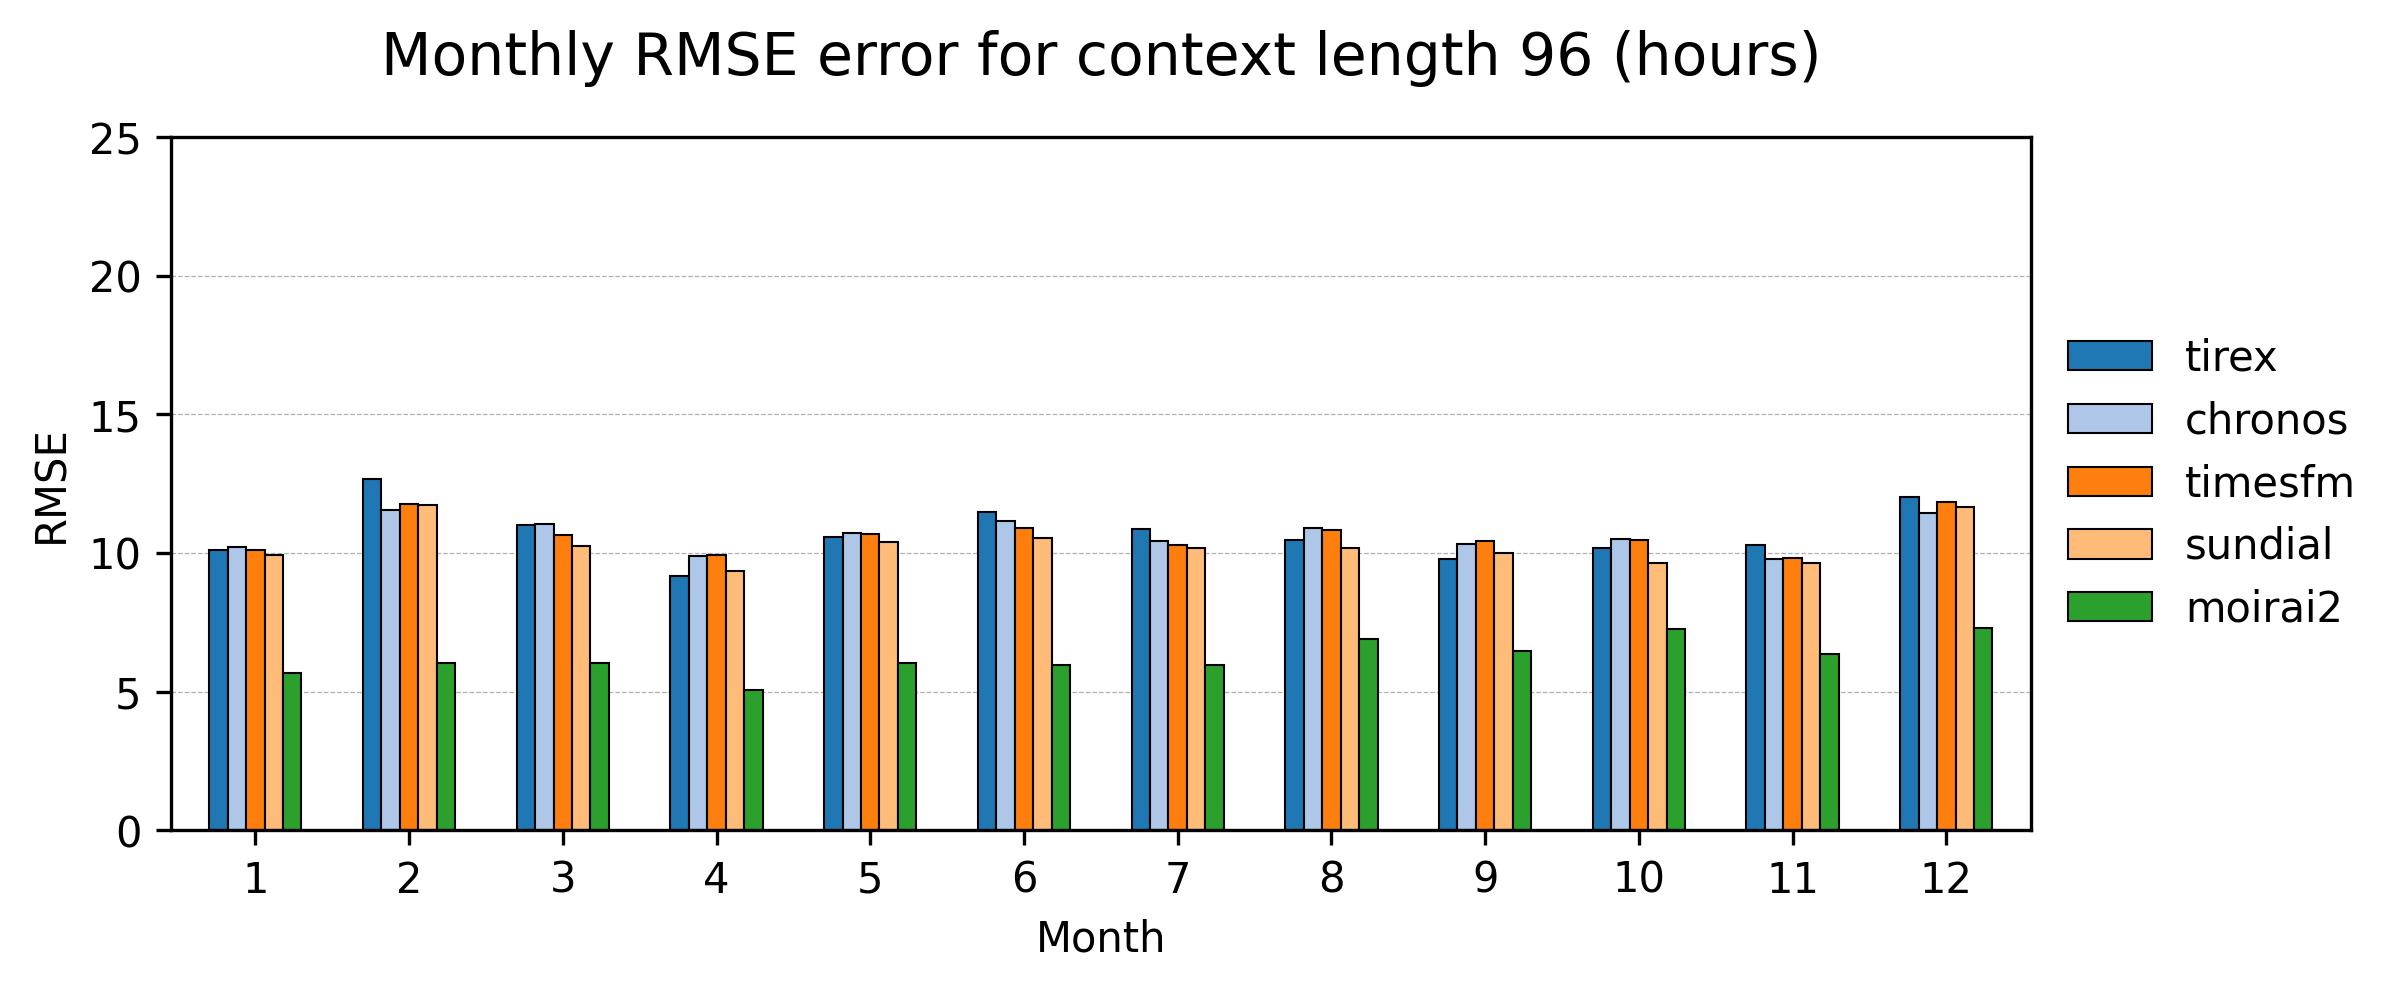 Monthly RMSE error for context length 96 (hours)
25
20
15
10
5
0
RMSE
1 2 3 4 5 6 7 8 9 10 11 12
Month
tirex
chronos
timesfm
sundial
moirai2